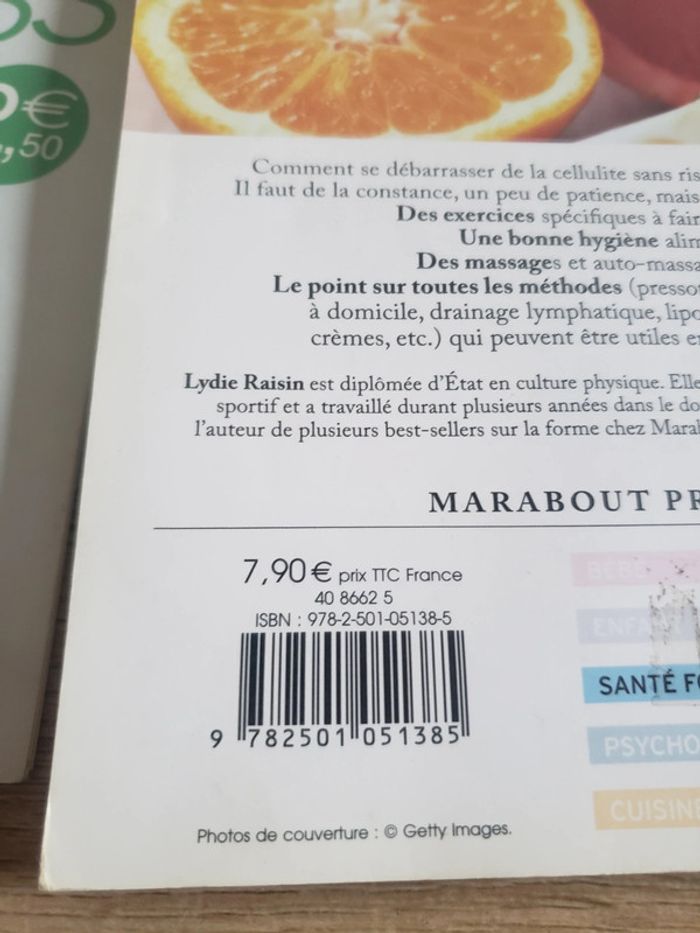 €
,50
Comment se débarrasser de la cellulite sans ris
Il faut de la constance, un peu de patience, mais
Des exercices spécifiques à fair
Une bonne hygiène alim
Des massages et auto-massa
Le point sur toutes les méthodes (presso
à domicile, drainage lymphatique, lipo
crèmes, etc.) qui peuvent être utiles e
Lydie Raisin est diplômée d'État en culture physique. Elle
sportif et a travaillé durant plusieurs années dans le do
l'auteur de plusieurs best-sellers sur la forme chez Marab
MARABOUT PR
7,90 € prix TTC France
40 8662 5
ISBN : 978-2-501-05138-5
9 782501 051385
BÉBÉ
ENFA
SANTÉ FO
PSYCHO
CUISINE
Photos de couverture : © Getty Images.